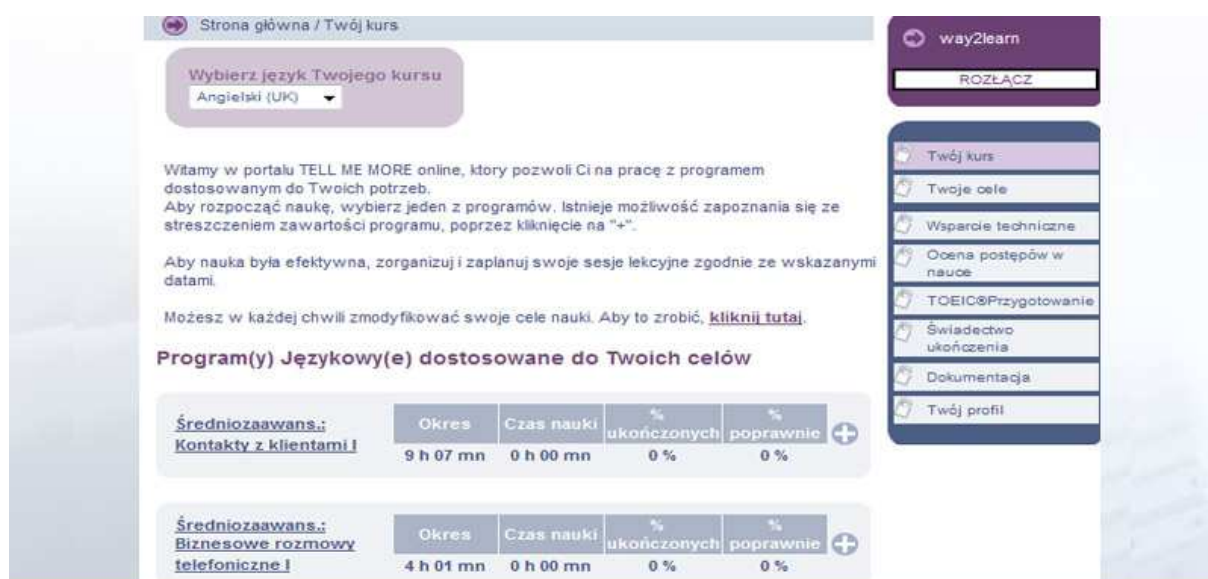 Strona główna / Twój kurs
Wybierz język Twojego kursu
Angielski (UK)
Witamy w portalu TELL ME MORE online, ktory pozwoli Ci na pracę z programem
dostosowanym do Twoich potrzeb.
Aby rozpocząć naukę, wybierz jeden z programów. Istnieje możliwość zapoznania się ze
streszczeniem zawartości programu, poprzez kliknięcie na "+".
Aby nauka była efektywna, zorganizuj i zaplanuj swoje sesje lekcyjne zgodnie ze wskazanymi
datami.
Możesz w każdej chwili zmodyfikować swoje cele nauki. Aby to zrobić, kliknij tutaj.
Program(y) Językowy(e) dostosowane do Twoich celów
Średniozaawans.:
Kontakty z klientami I
Okres Czas nauki % ukończonych % poprawnie
9 h 07 mn 0 h 00 mn 0 % 0 %
Średniozaawans.:
Biznesowe rozmowy
telefoniczne I
Okres Czas nauki % ukończonych % poprawnie
4 h 01 mn 0 h 00 mn 0 % 0 %
way2learn
ROZŁĄCZ
Twój kurs
Twoje cele
Wsparcie techniczne
Ocena postępów w
nauce
TOEIC®Przygotowanie
Świadectwo
ukończenia
Dokumentacja
Twój profil